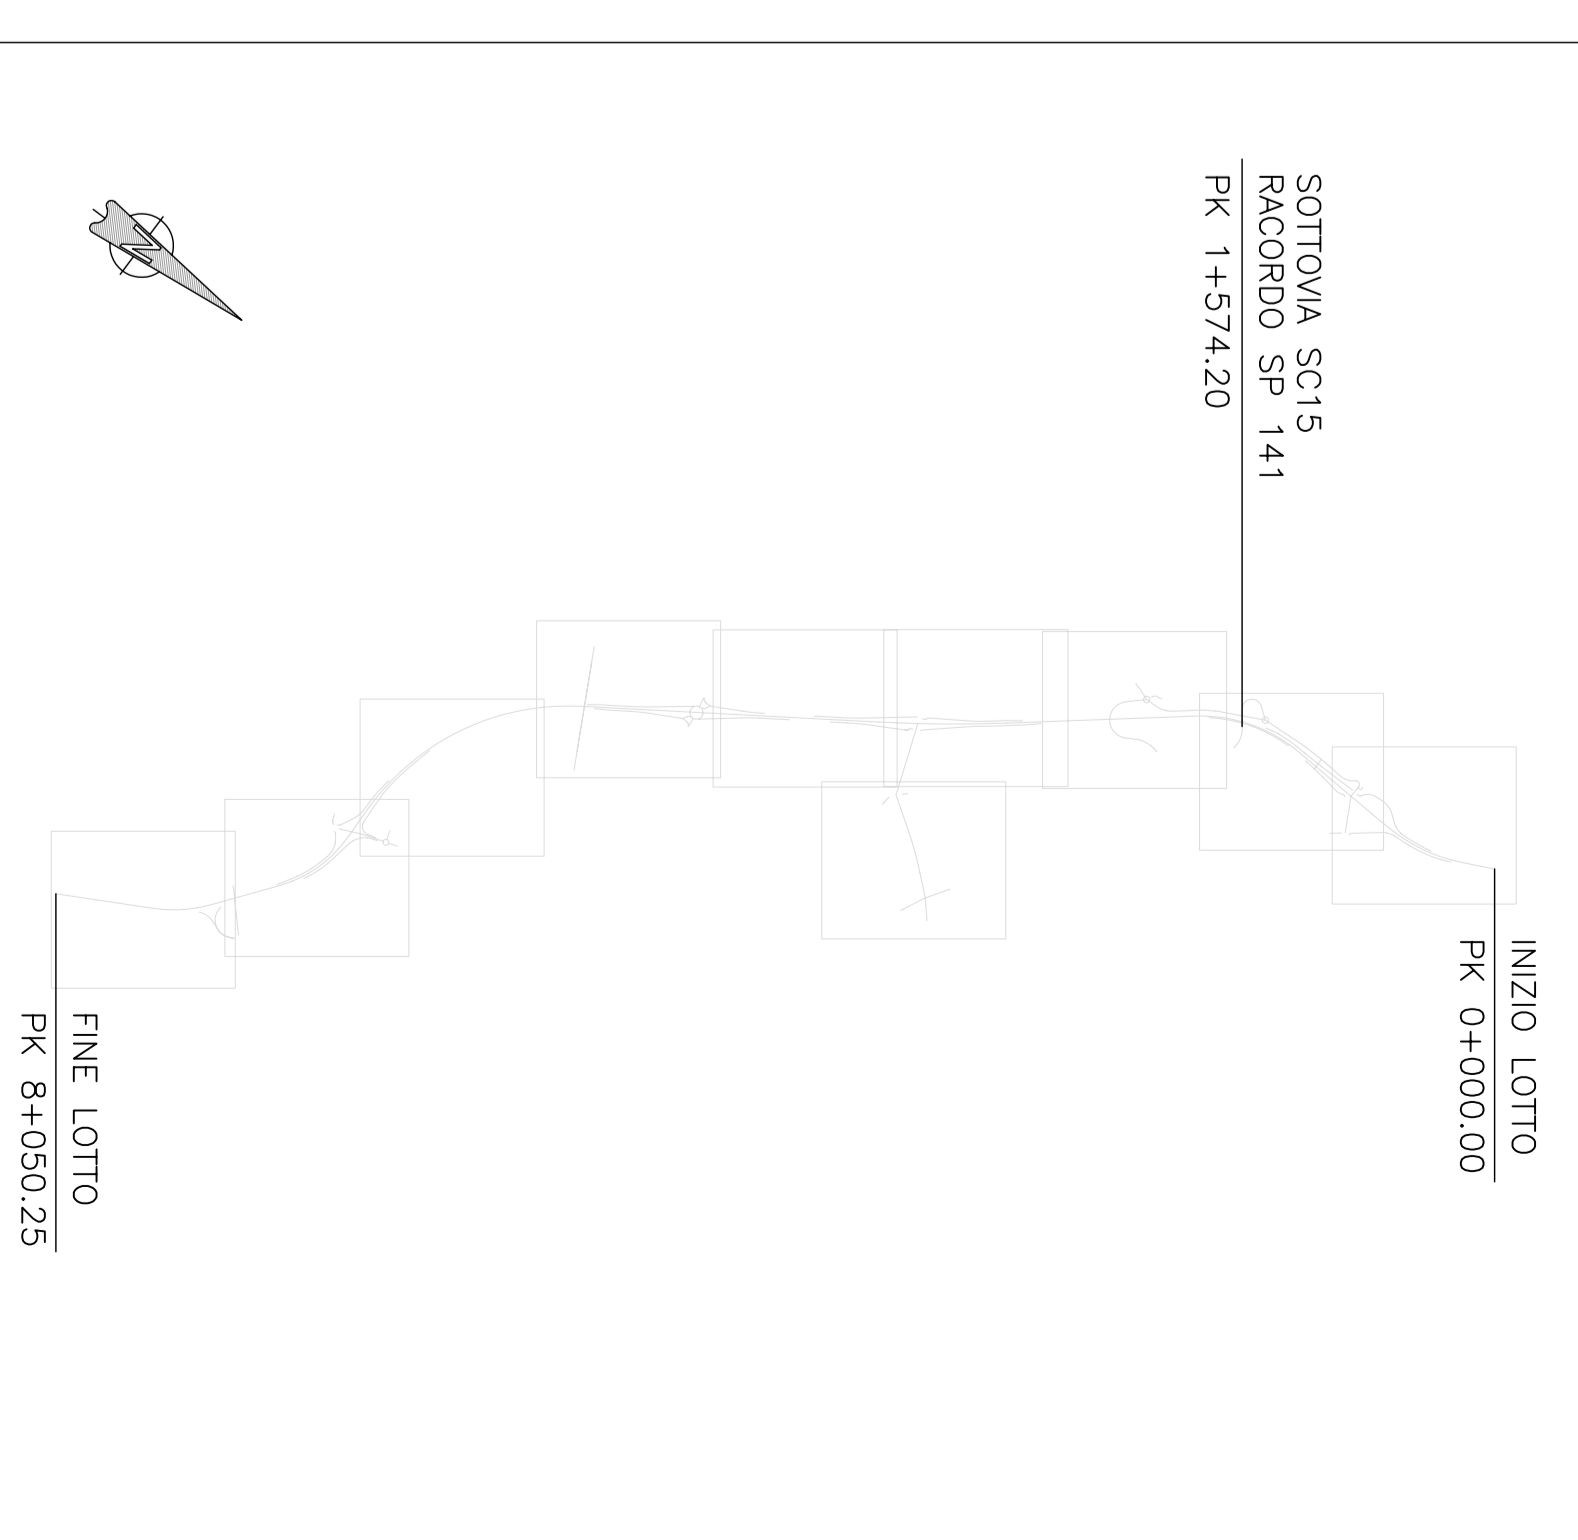 SOTTOVIA SC15
RACORDO SP 141
PK 1+574.20
INIZIO LOTTO
PK 0+000.00
FINE LOTTO
PK 8+050.25
N